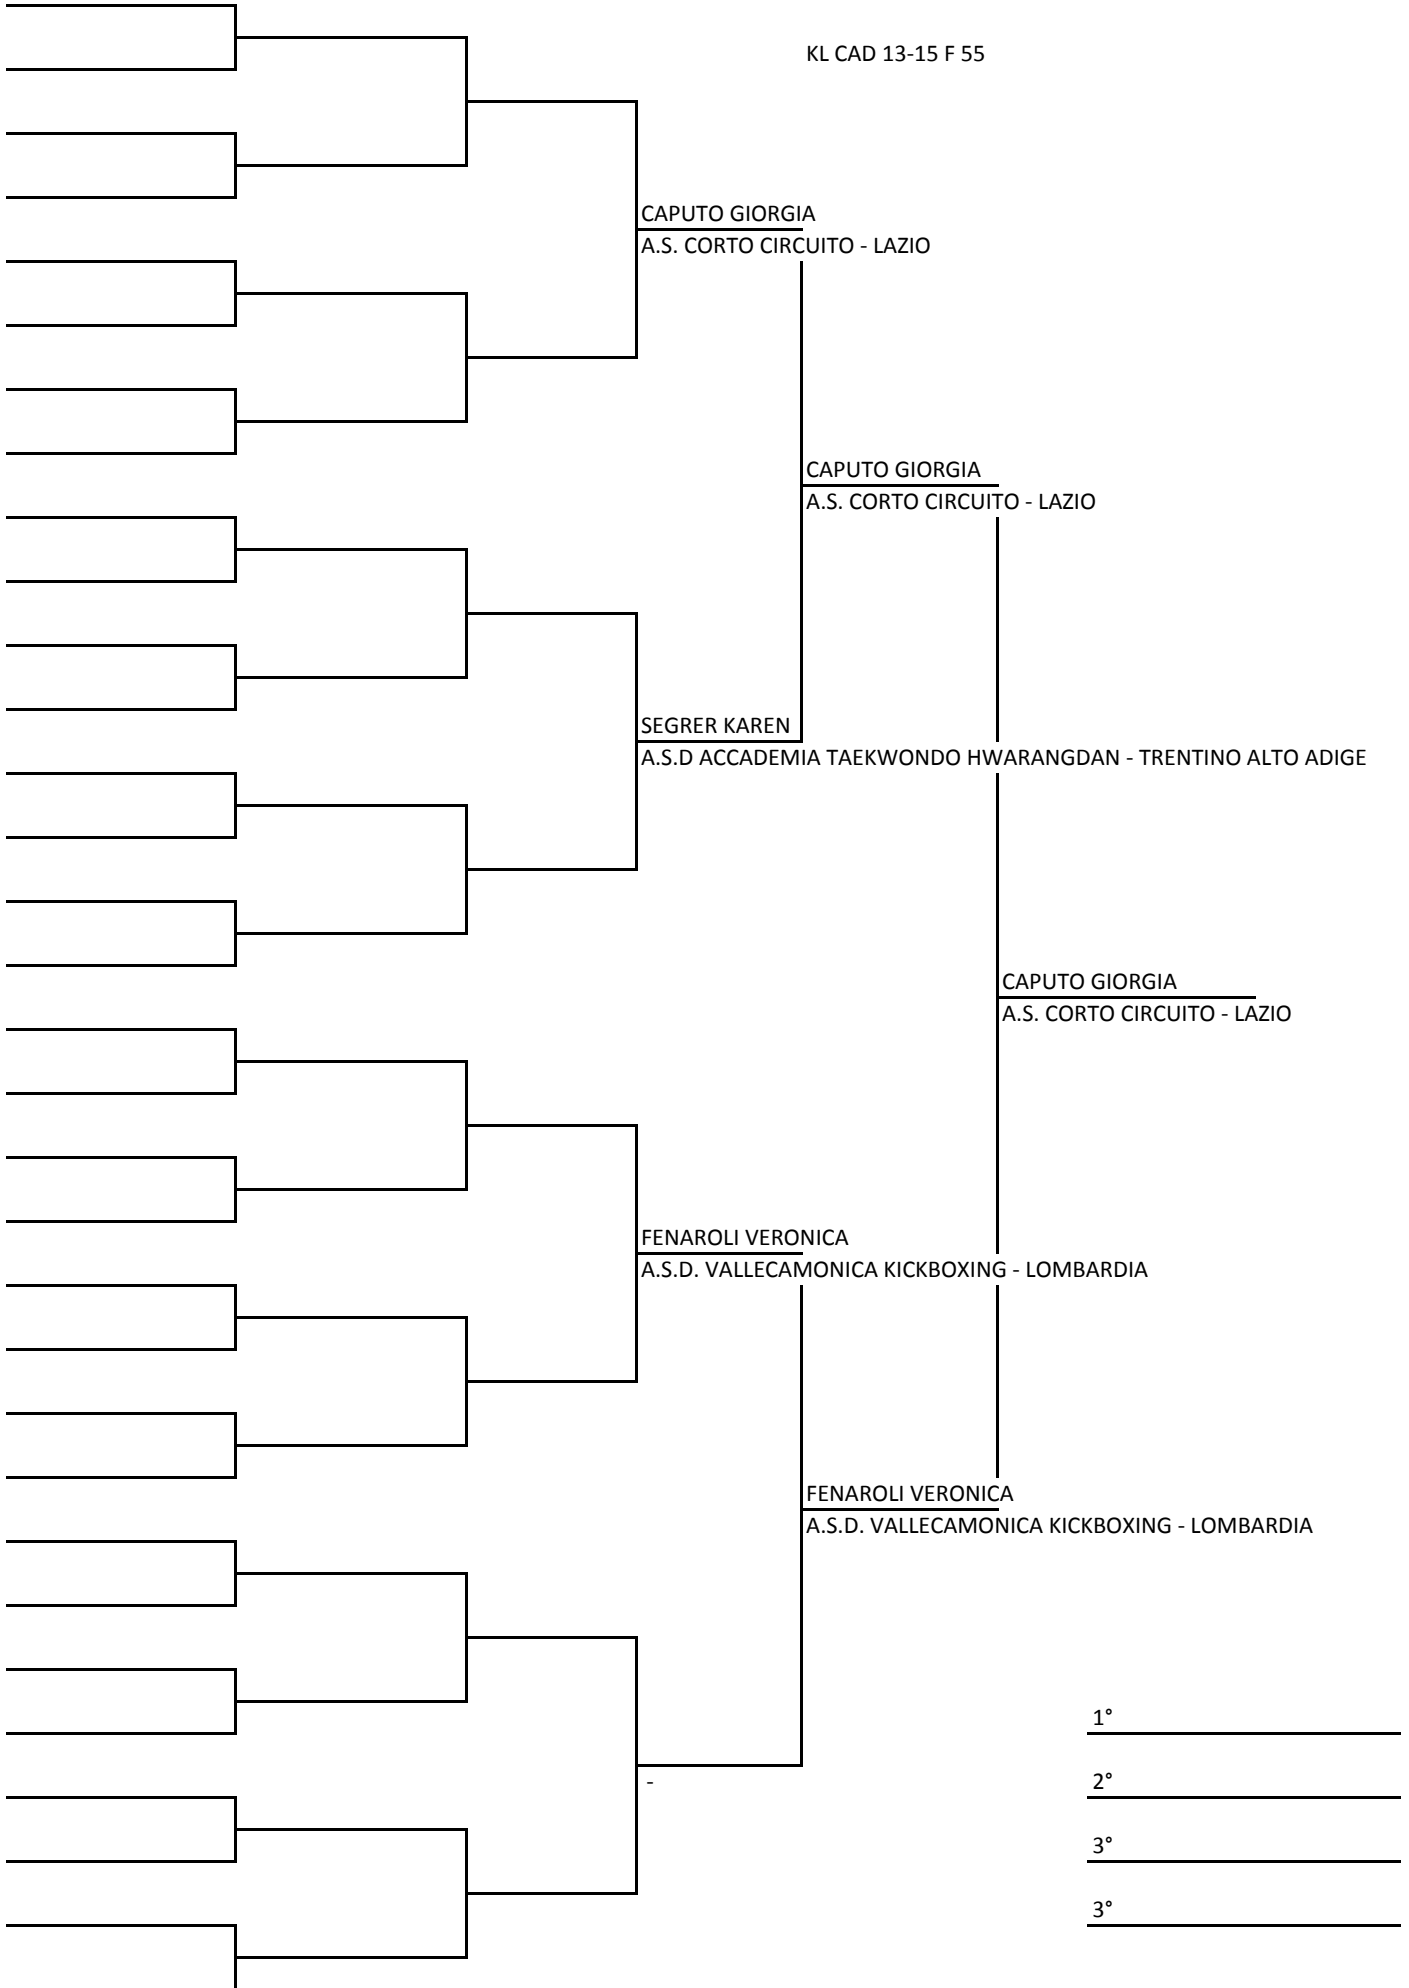 KL CAD 13-15 F 55
CAPUTO GIORGIA
A.S. CORTO CIRCUITO - LAZIO
CAPUTO GIORGIA
A.S. CORTO CIRCUITO - LAZIO
SEGRER KAREN
A.S.D ACCADEMIA TAEKWONDO HWARANGDAN - TRENTINO ALTO ADIGE
CAPUTO GIORGIA
A.S. CORTO CIRCUITO - LAZIO
FENAROLI VERONICA
A.S.D. VALLECAMONICA KICKBOXING - LOMBARDIA
FENAROLI VERONICA
A.S.D. VALLECAMONICA KICKBOXING - LOMBARDIA
1°
-
2°
3°
3°